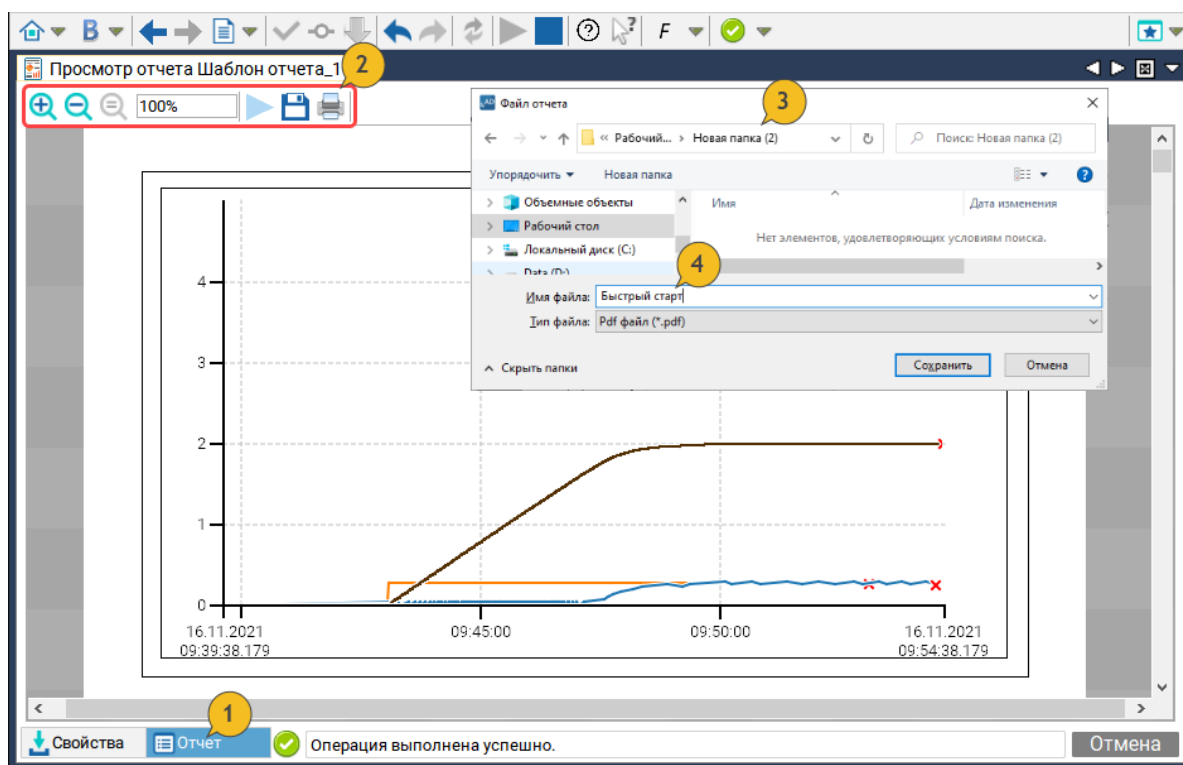 B
F
Просмотр отчета Шаблон отчета_1
2
100%
Файл отчета
3
« Рабочий... › Новая папка (2)
Поиск: Новая папка (2)
Упорядочить
Новая папка
Объемные объекты
Имя
Дата изменения
Рабочий стол
Нет элементов, удовлетворяющих условиям поиска.
Локальный диск (C:)
Data (D:)
4
Имя файла: Быстрый старт
Тип файла: Pdf файл (*.pdf)
Скрыть папки
Сохранить
Отмена
4
3
2
1
0
16.11.2021
09:39:38.179
09:45:00
09:50:00
16.11.2021
09:54:38.179
1
Свойства
Отчет
Операция выполнена успешно.
Отмена